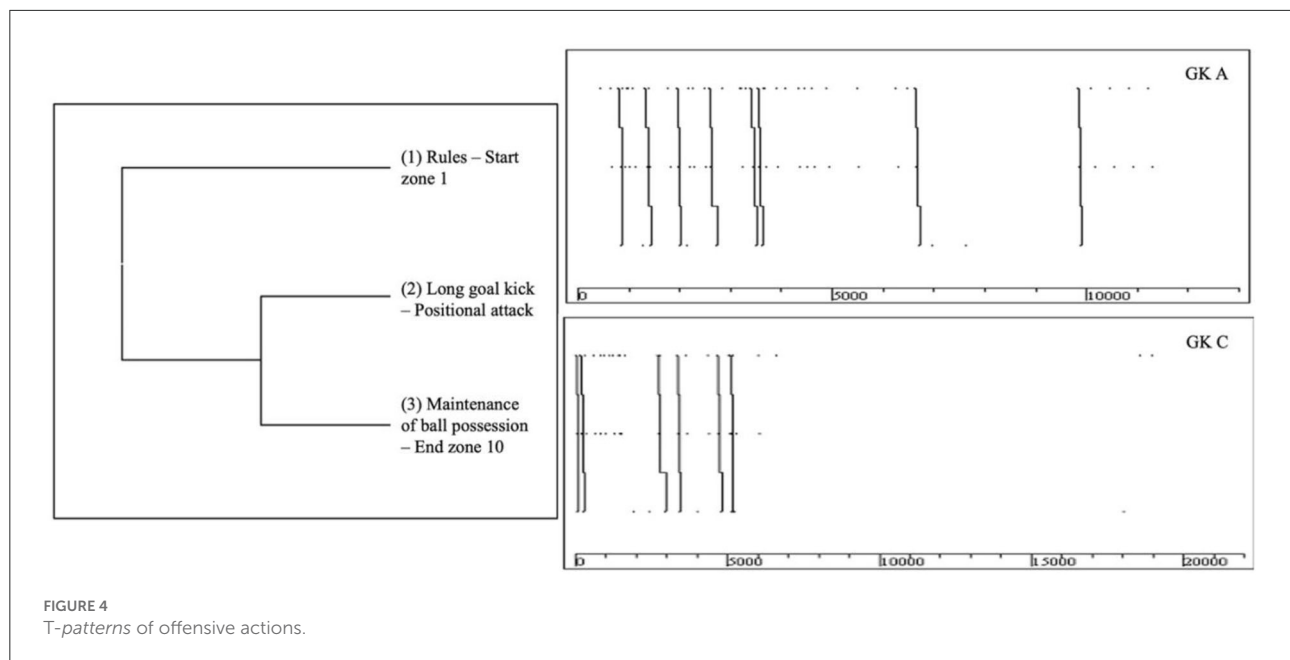 (1) Rules – Start
zone 1
(2) Long goal kick
– Positional attack
(3) Maintenance
of ball possession
– End zone 10
GK A
0 5000 10000
GK C
0 5000 10000 15000 20000
FIGURE 4
T-patterns of offensive actions.